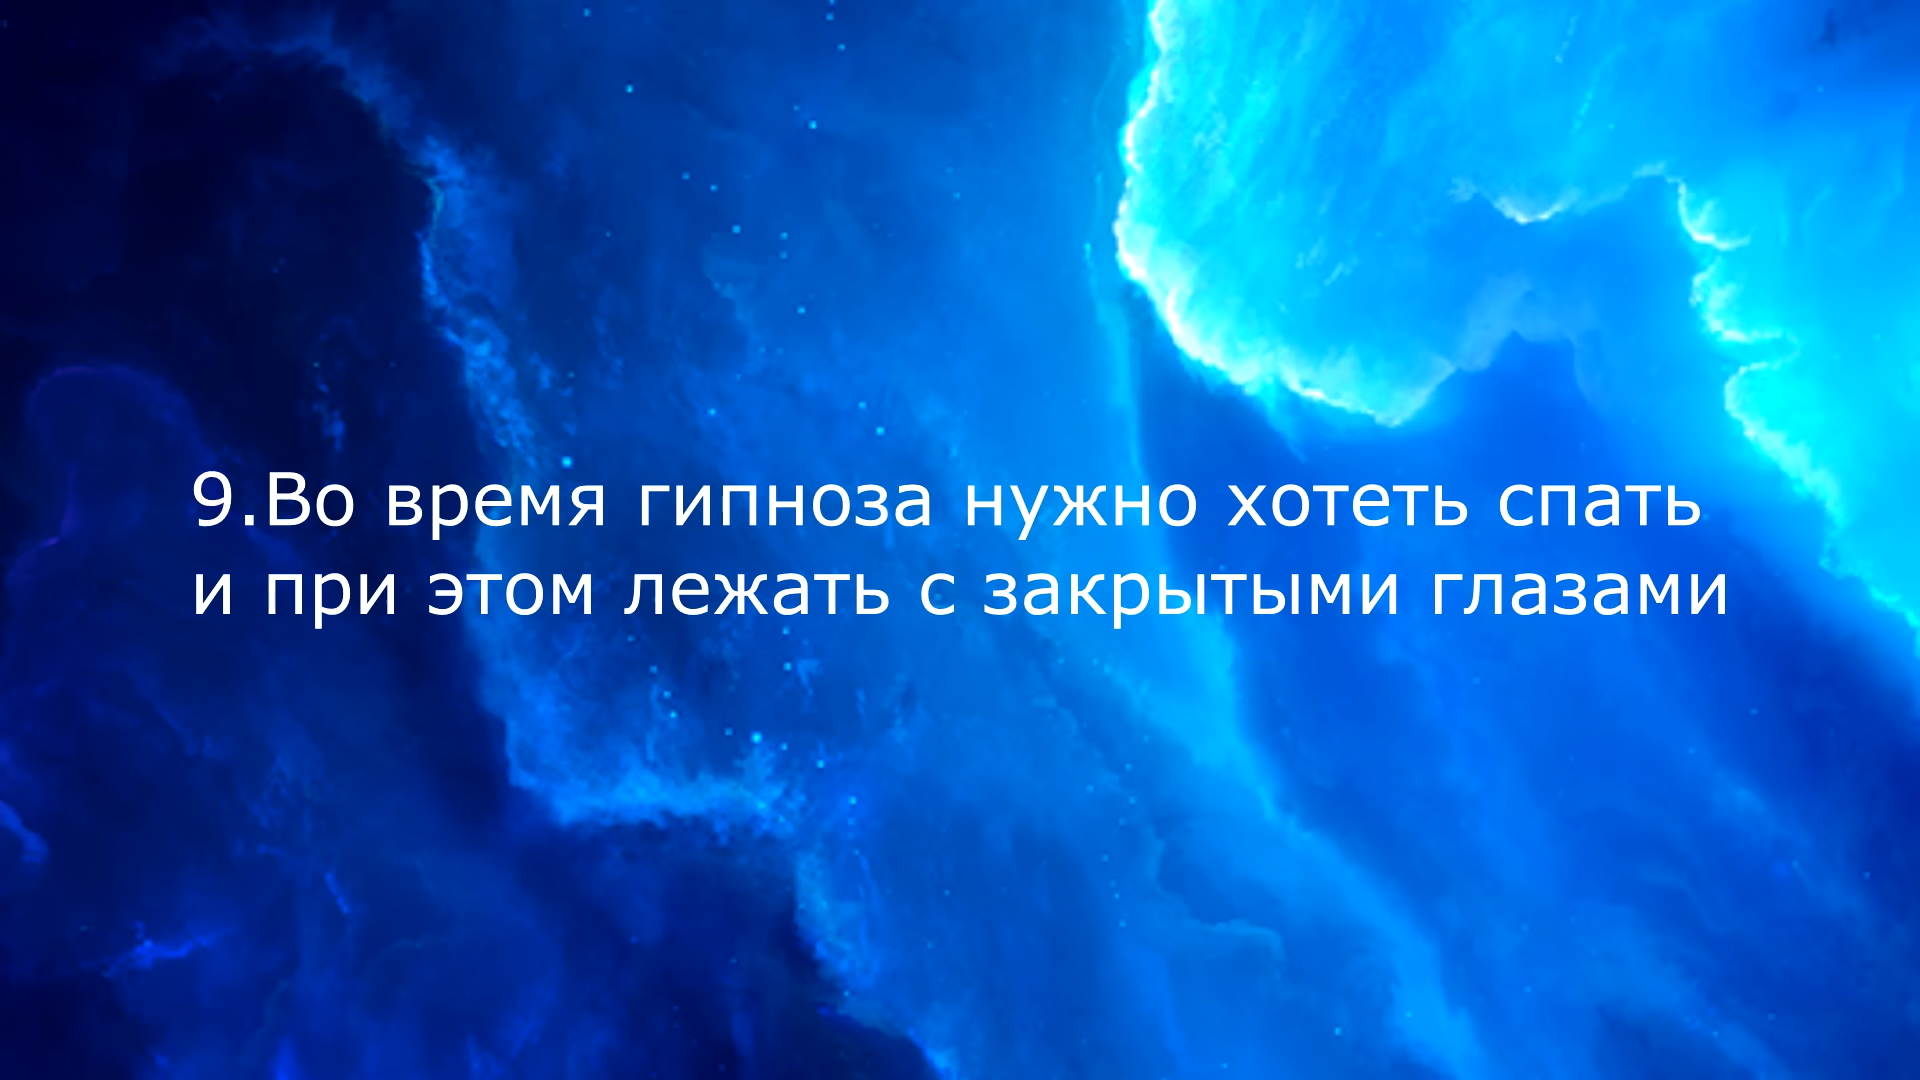 9.Во время гипноза нужно хотеть спать
и при этом лежать с закрытыми глазами